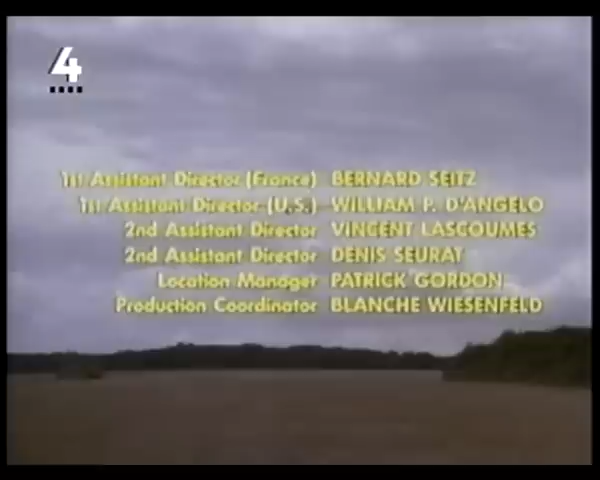 4
1st Assistant Director (France) BERNARD SEITZ
1st Assistant Director (U.S.) WILLIAM P. D'ANGELO
2nd Assistant Director VINCENT LASCOUMES
2nd Assistant Director DENIS SEURAT
Location Manager PATRICK GORDON
Production Coordinator BLANCHE WIESENFELD